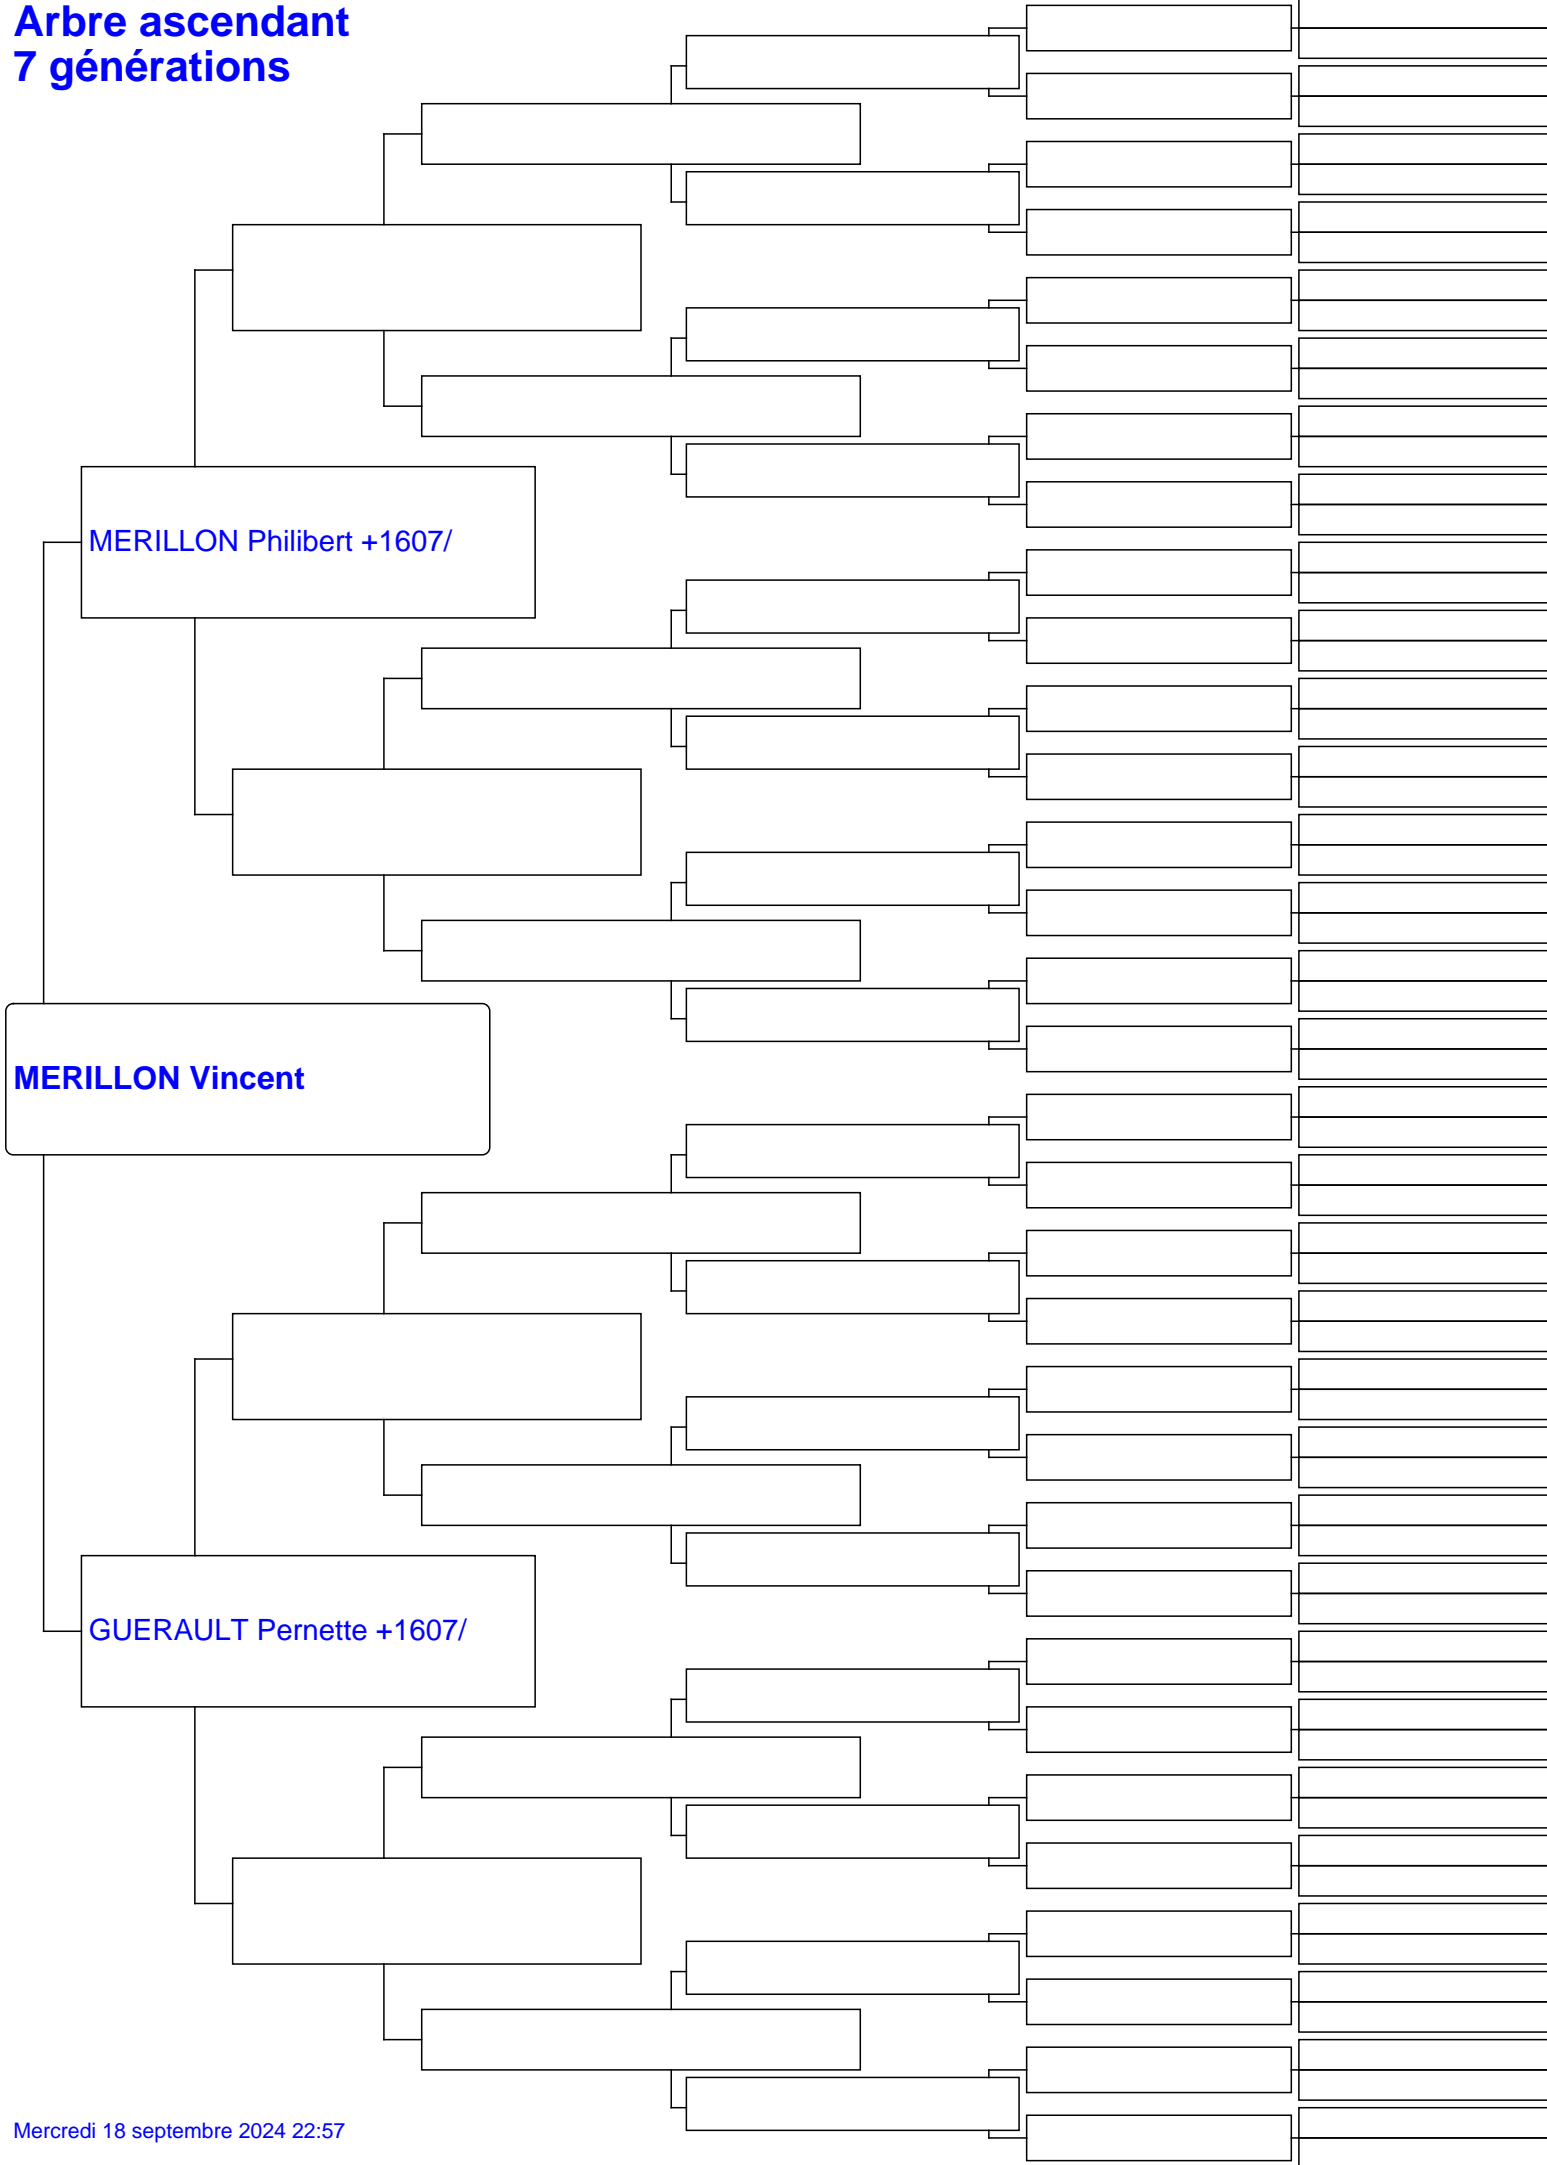 Arbre ascendant
7 générations
MERILLON Philibert +1607/
MERILLON Vincent
GUERAULT Pernette +1607/
Mercredi 18 septembre 2024 22:57